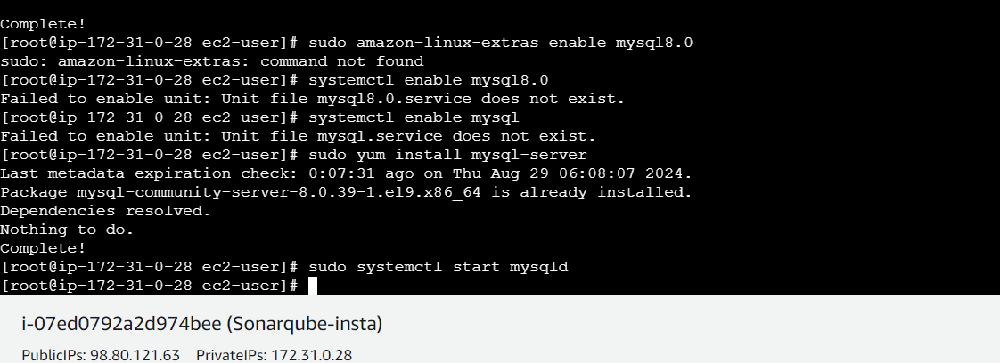 Complete!
[root@ip-172-31-0-28 ec2-user]# sudo amazon-linux-extras enable mysql8.0
sudo: amazon-linux-extras: command not found
[root@ip-172-31-0-28 ec2-user]# systemctl enable mysql8.0
Failed to enable unit: Unit file mysql8.0.service does not exist.
[root@ip-172-31-0-28 ec2-user]# systemctl enable mysql
Failed to enable unit: Unit file mysql.service does not exist.
[root@ip-172-31-0-28 ec2-user]# sudo yum install mysql-server
Last metadata expiration check: 0:07:31 ago on Thu Aug 29 06:08:07 2024.
Package mysql-community-server-8.0.39-1.el9.x86_64 is already installed.
Dependencies resolved.
Nothing to do.
Complete!
[root@ip-172-31-0-28 ec2-user]# sudo systemctl start mysqld
[root@ip-172-31-0-28 ec2-user]#
i-07ed0792a2d974bee (Sonarqube-insta)
PublicIPs: 98.80.121.63 PrivateIPs: 172.31.0.28